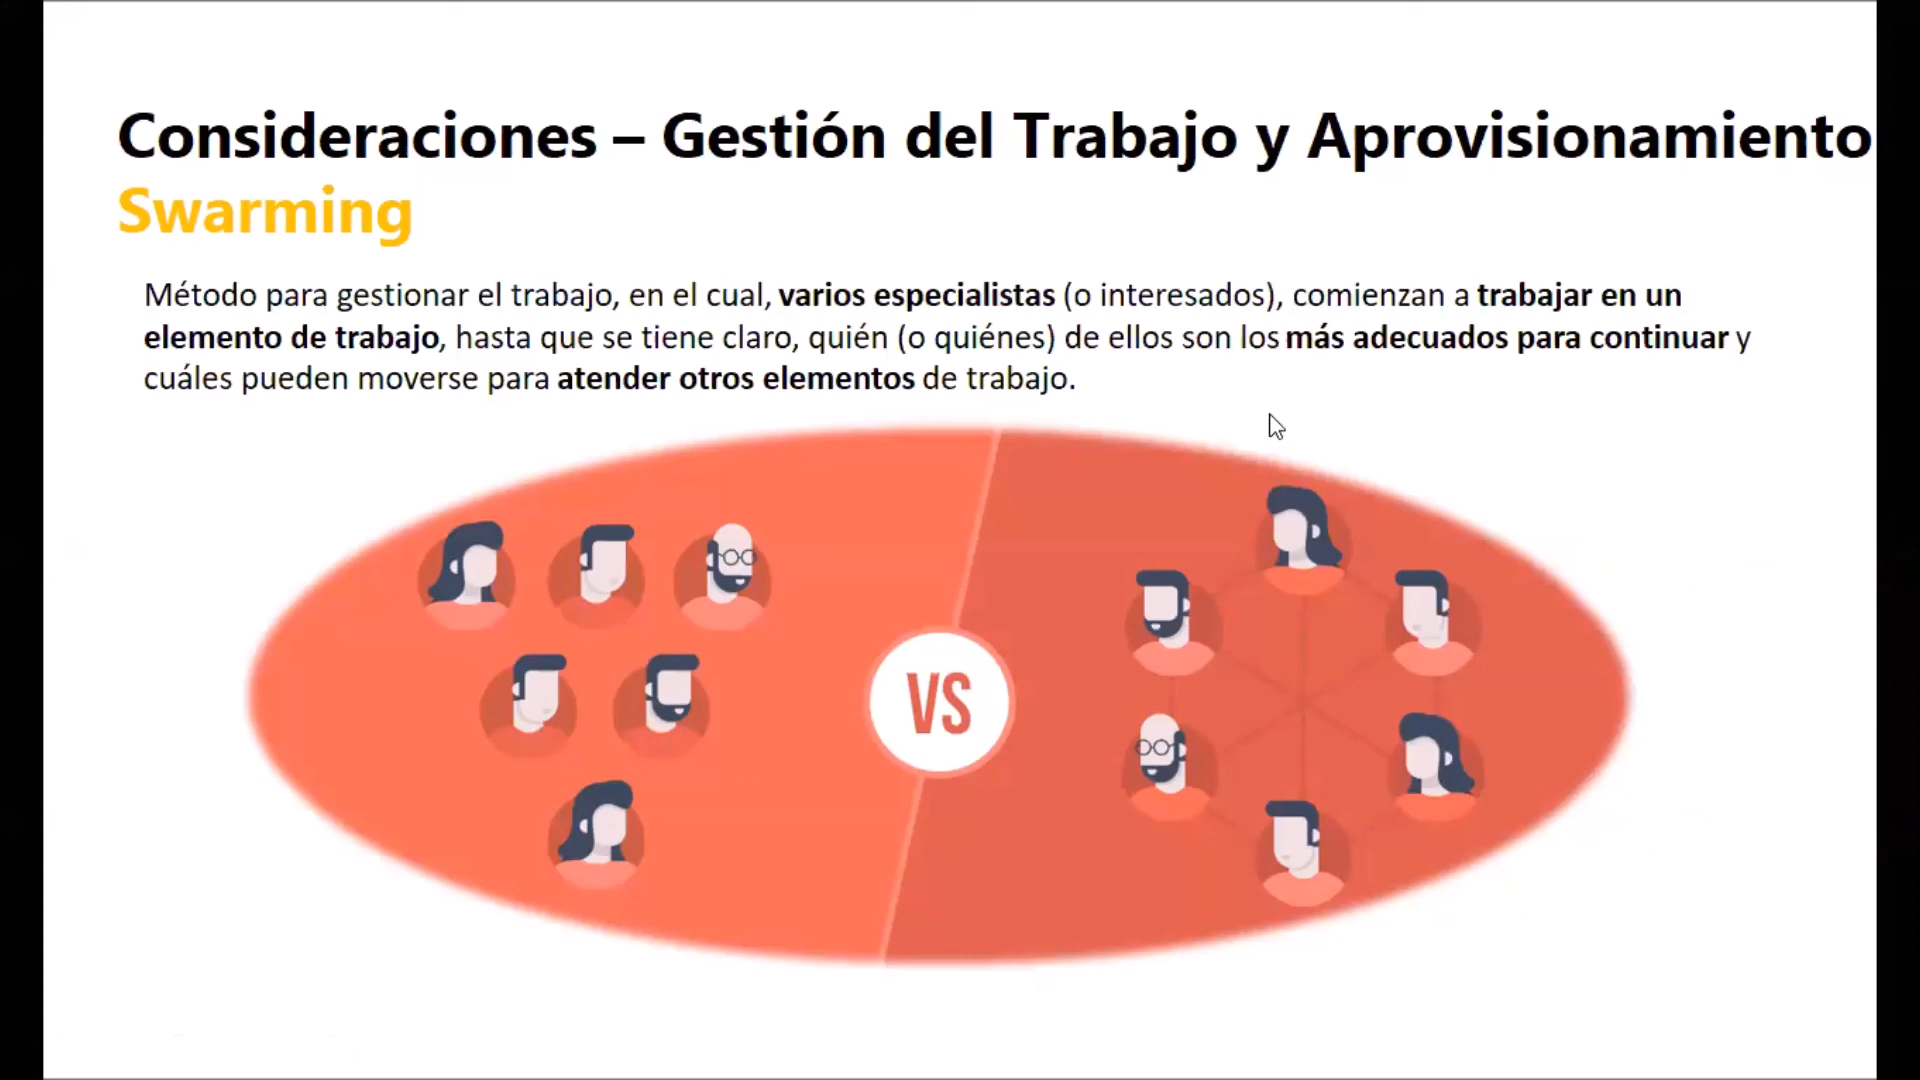 Consideraciones – Gestión del Trabajo y Aprovisionamiento
Swarming
Método para gestionar el trabajo, en el cual, varios especialistas (o interesados), comienzan a trabajar en un
elemento de trabajo, hasta que se tiene claro, quién (o quiénes) de ellos son los más adecuados para continuar y
cuáles pueden moverse para atender otros elementos de trabajo.
VS